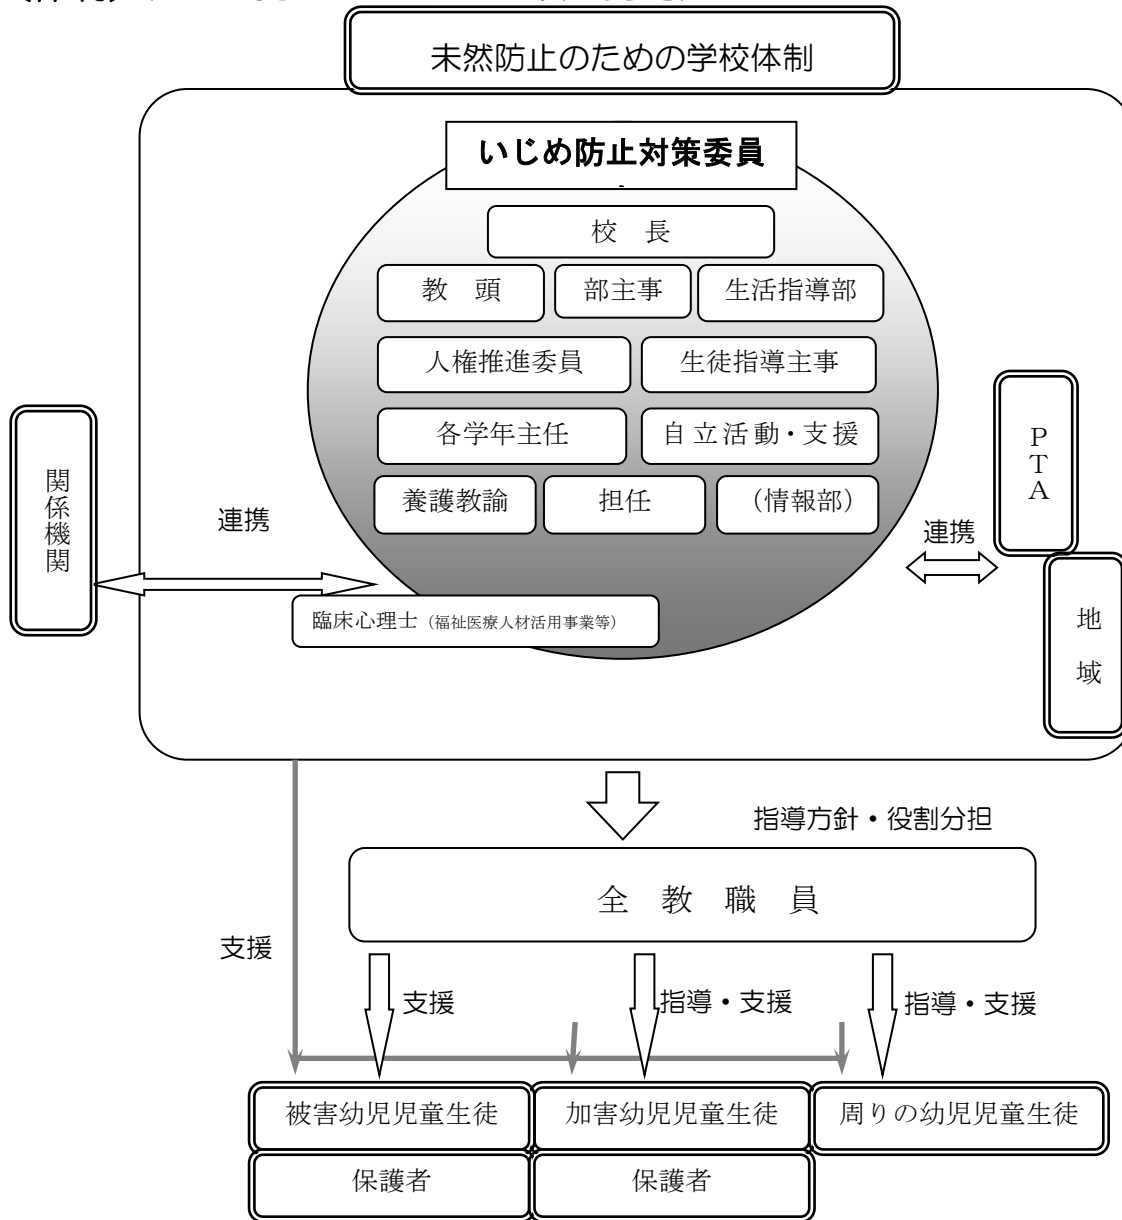 未然防止のための学校体制
いじめ防止対策委員
校 長
教 頭
部主事
生活指導部
人権推進委員
生徒指導主事
各学年主任
自立活動・支援
養護教諭
担任
（情報部）
臨床心理士（福祉医療人材活用事業等）
関係機関
連携
連携
PTA
地域
指導方針・役割分担
全 教 職 員
支援
支援
指導・支援
指導・支援
被害幼児児童生徒
加害幼児児童生徒
周りの幼児児童生徒
保護者
保護者